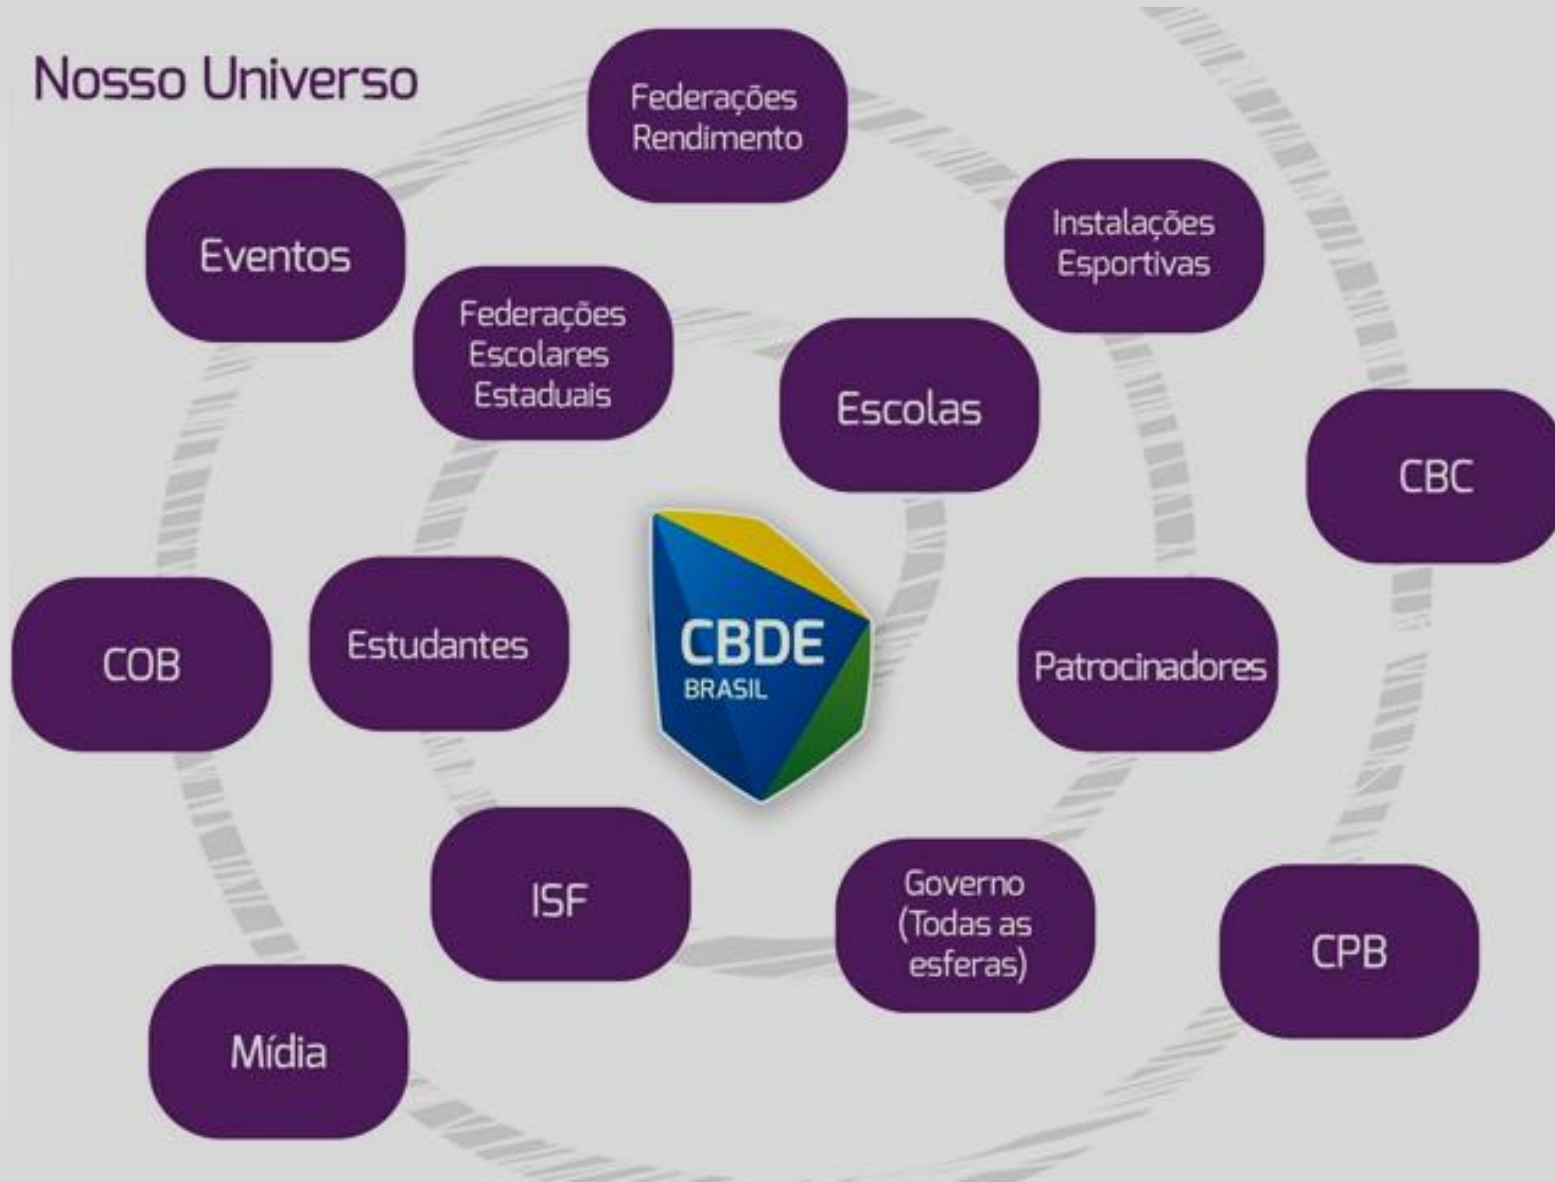 Nosso Universo
Federações
Rendimento
Eventos
Instalações
Esportivas
Federações
Escolares
Estaduais
Escolas
CBC
COB
Estudantes
CBDE
BRASIL
Patrocinadores
ISF
Governo
(Todas as
esferas)
CPB
Mídia